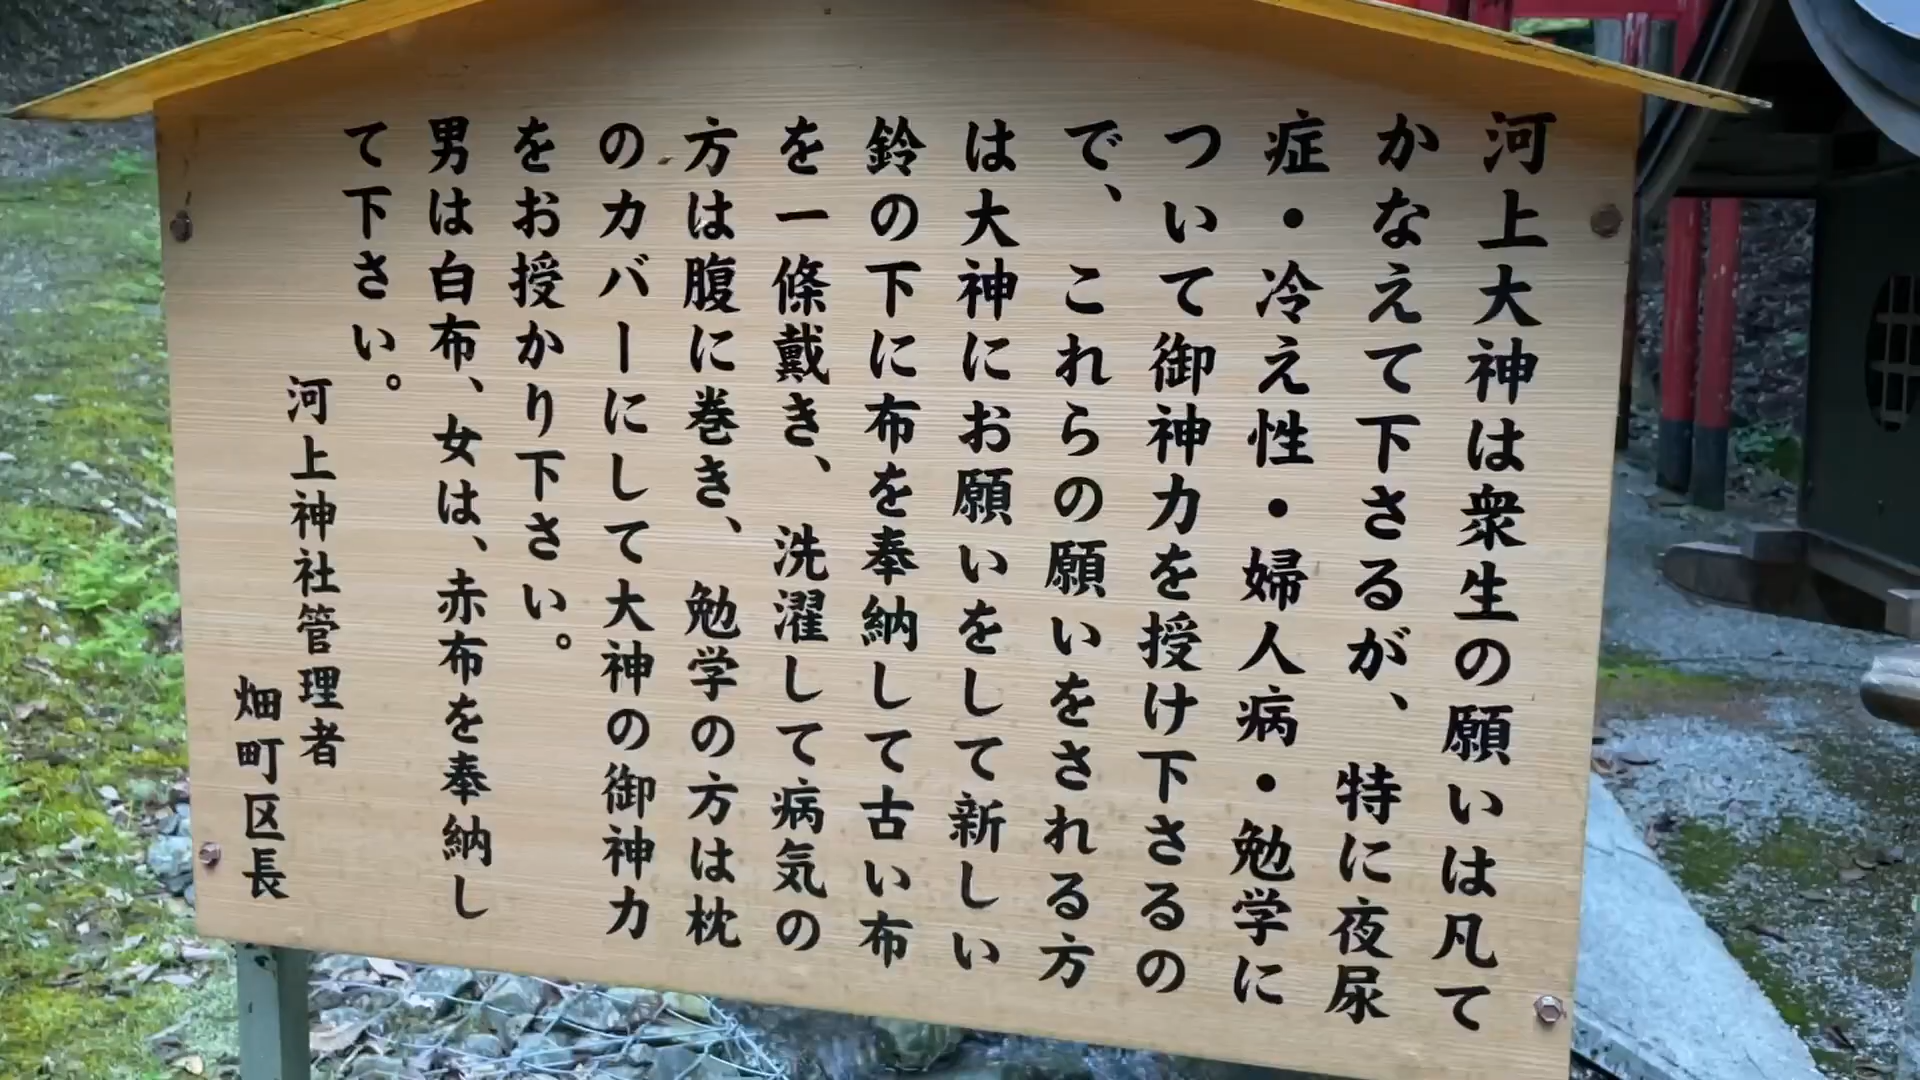 河上大神は衆生の願いは凡て
かなえて下さるが、特に夜尿
症・冷え性・婦人病・勉学に
ついて御神力を授け下さるの
で、これらの願いをされる方
は大神にお願いをして新しい
鈴の下に布を奉納して古い布
を一條戴き、洗濯して病気の
方は腹に巻き、勉学の方は枕
のカバーにして大神の御神力
をお授かり下さい。
男は白布、女は、赤布を奉納し
て下さい。
河上神社管理者
畑町区長